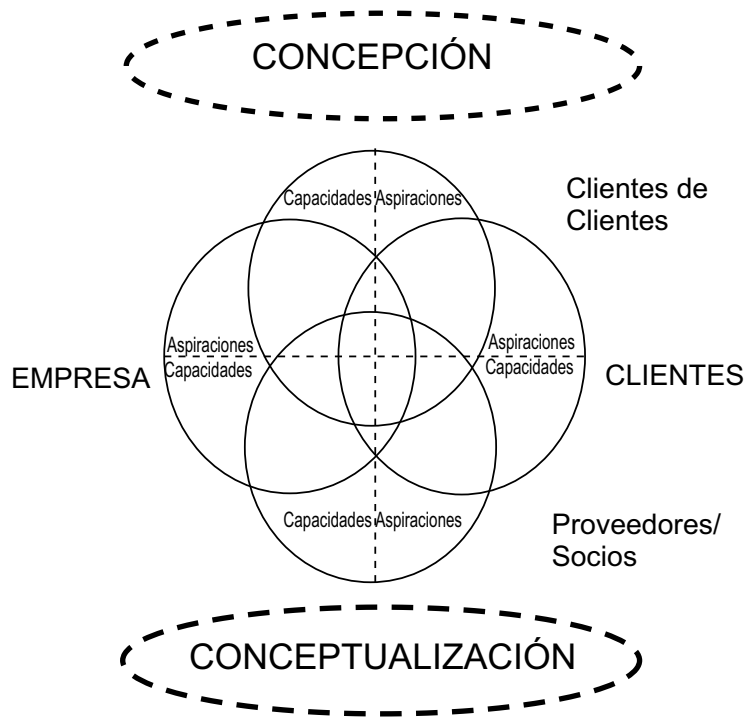 CONCEPCIÓN
Capacidades Aspiraciones
Clientes de
Clientes
Aspiraciones
Capacidades
EMPRESA
Aspiraciones
Capacidades
CLIENTES
Capacidades Aspiraciones
Proveedores/
Socios
CONCEPTUALIZACIÓN